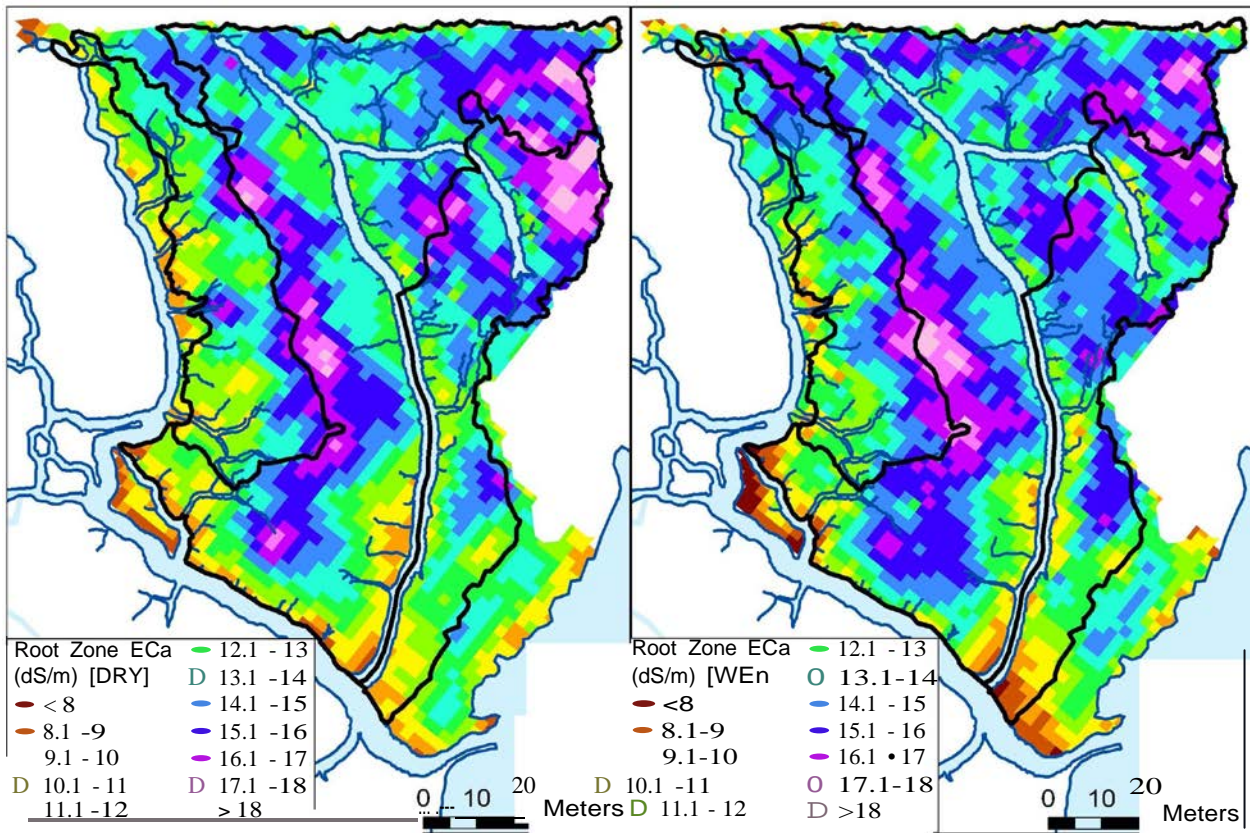 Root Zone ECa
(dS/m) [DRY]
< 8
8.1 -9
9.1 - 10
D 10.1 - 11
11.1 -12
12.1 - 13
D 13.1 -14
14.1 -15
15.1 -16
16.1 - 17
D 17.1 -18
> 18
0 10 20
Meters
Root Zone ECa
(dS/m) [WEn
<8
8.1-9
9.1-10
D 10.1 -11
D 11.1 - 12
12.1 - 13
O 13.1-14
14.1 - 15
15.1 - 16
16.1 • 17
O 17.1-18
D >18
0 10 20
Meters